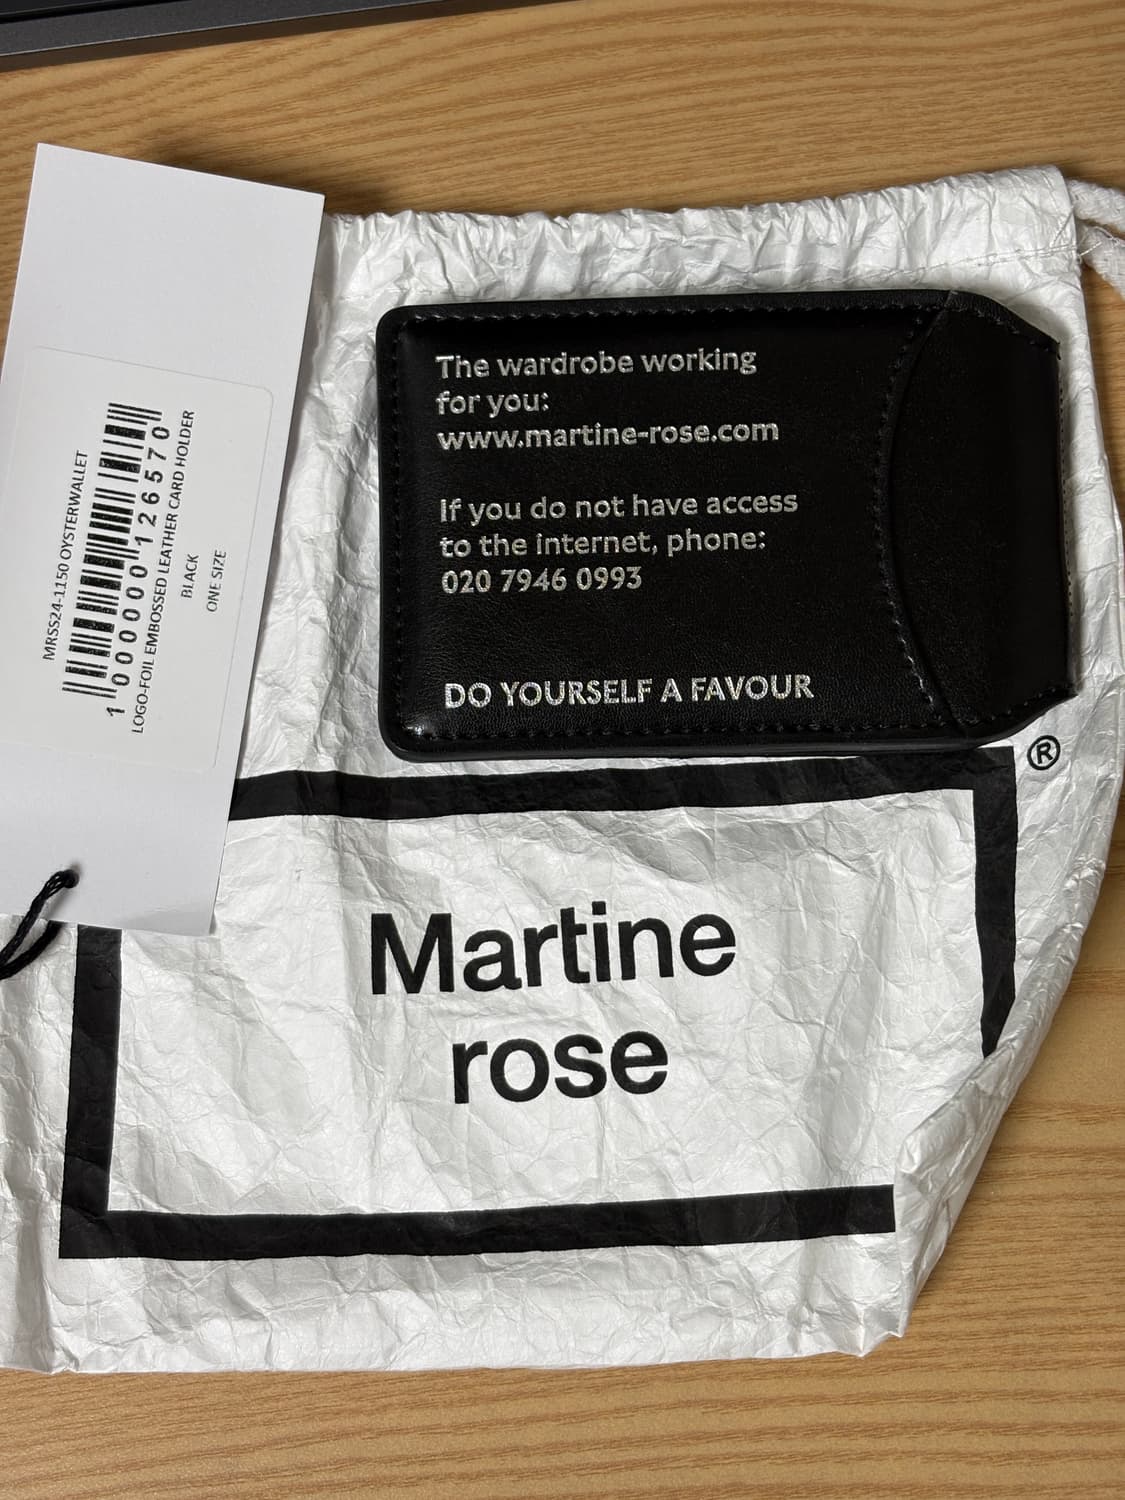 MRSS24-1150 OYSTERWALLET
1 000000 126570
LOGO-FOIL EMBOSSED LEATHER CARD HOLDER
BLACK
ONE SIZE
The wardrobe working
for you:
www.martine-rose.com
If you do not have access
to the internet, phone:
020 7946 0993
DO YOURSELF A FAVOUR
®
Martine
rose